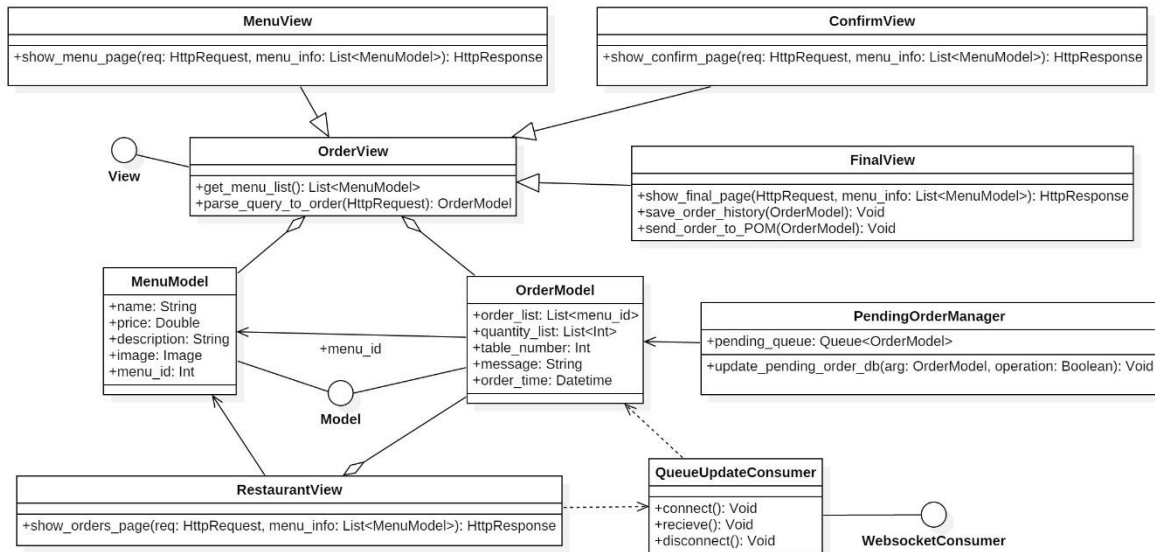 MenuView
+show_menu_page(req: HttpRequest, menu_info: List<MenuModel>): HttpResponse
ConfirmView
+show_confirm_page(req: HttpRequest, menu_info: List<MenuModel>): HttpResponse
View
OrderView
+get_menu_list(): List<MenuModel>
+parse_query_to_order(HttpRequest): OrderModel
FinalView
+show_final_page(HttpRequest, menu_info: List<MenuModel>): HttpResponse
+save_order_history(OrderModel): Void
+send_order_to_POM(OrderModel): Void
MenuModel
+name: String
+price: Double
+description: String
+image: Image
+menu_id: Int
+menu_id
Model
OrderModel
+order_list: List<menu_id>
+quantity_list: List<Int>
+table_number: Int
+message: String
+order_time: Datetime
PendingOrderManager
+pending_queue: Queue<OrderModel>
+update_pending_order_db(arg: OrderModel, operation: Boolean): Void
RestaurantView
+show_orders_page(req: HttpRequest, menu_info: List<MenuModel>): HttpResponse
QueueUpdateConsumer
+connect(): Void
+recieve(): Void
+disconnect(): Void
WebsocketConsumer